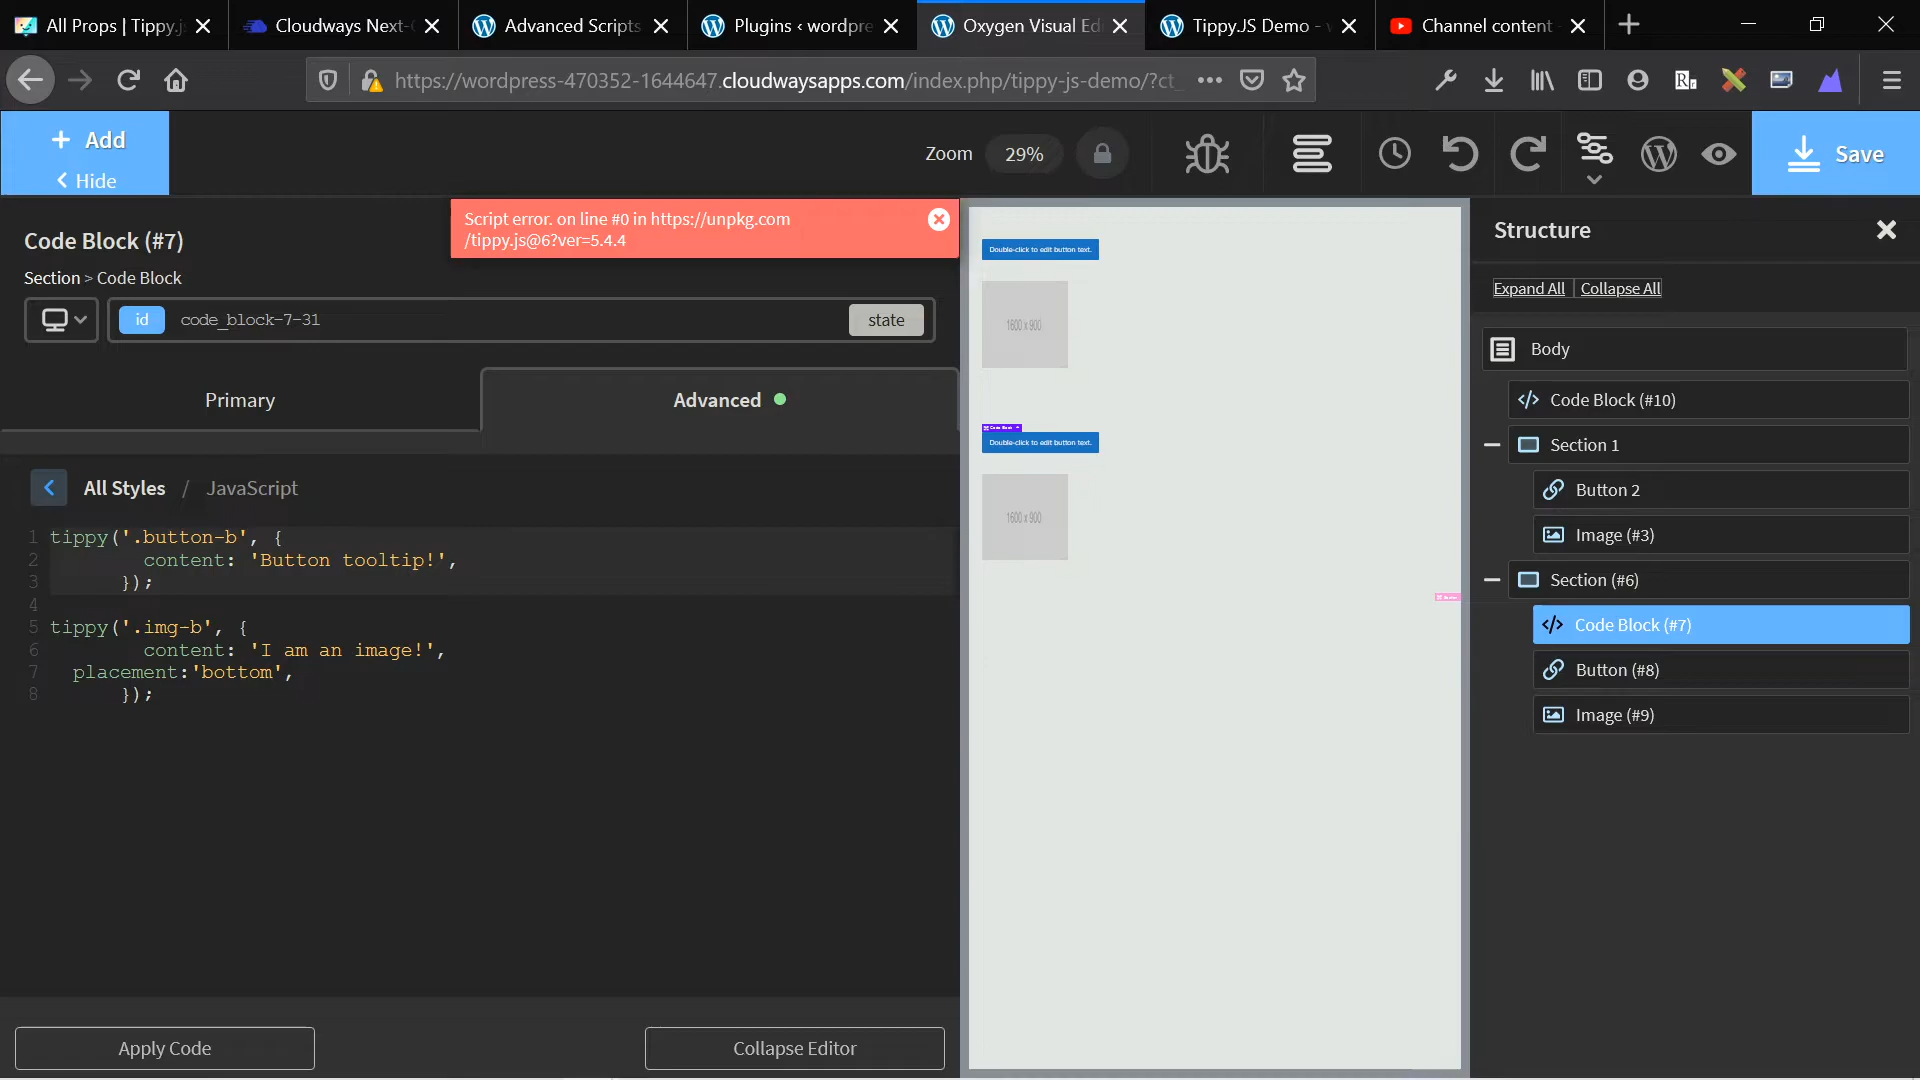 All Props | Tippy.js
Cloudways Next-
Advanced Scripts
Plugins ‹ wordpre
Oxygen Visual Ed
TippyJS Demo -
Channel content
https://wordpress-470352-1644647.cloudwaysapps.com/index.php/tippy-js-demo/?ct_
+ Add
Hide
Zoom
29%
Save
Script error. on line #0 in https://unpkg.com
/tippy.js@6?ver=5.4.4
Code Block (#7)
Section > Code Block
id
code_block-7-31
state
Primary
Advanced
All Styles / JavaScript
1 tippy('.button-b', {
2 content: 'Button tooltip!',
3 });
4
5 tippy('.img-b', {
6 content: 'I am an image!',
7 placement:'bottom',
8 });
Apply Code
Collapse Editor
Double-click to edit button text.
1600 x 900
Code Block
Double-click to edit button text.
1600 x 900
Structure
Expand All
Collapse All
Body
Code Block (#10)
Section 1
Button 2
Image (#3)
Section (#6)
Code Block (#7)
Button (#8)
Image (#9)